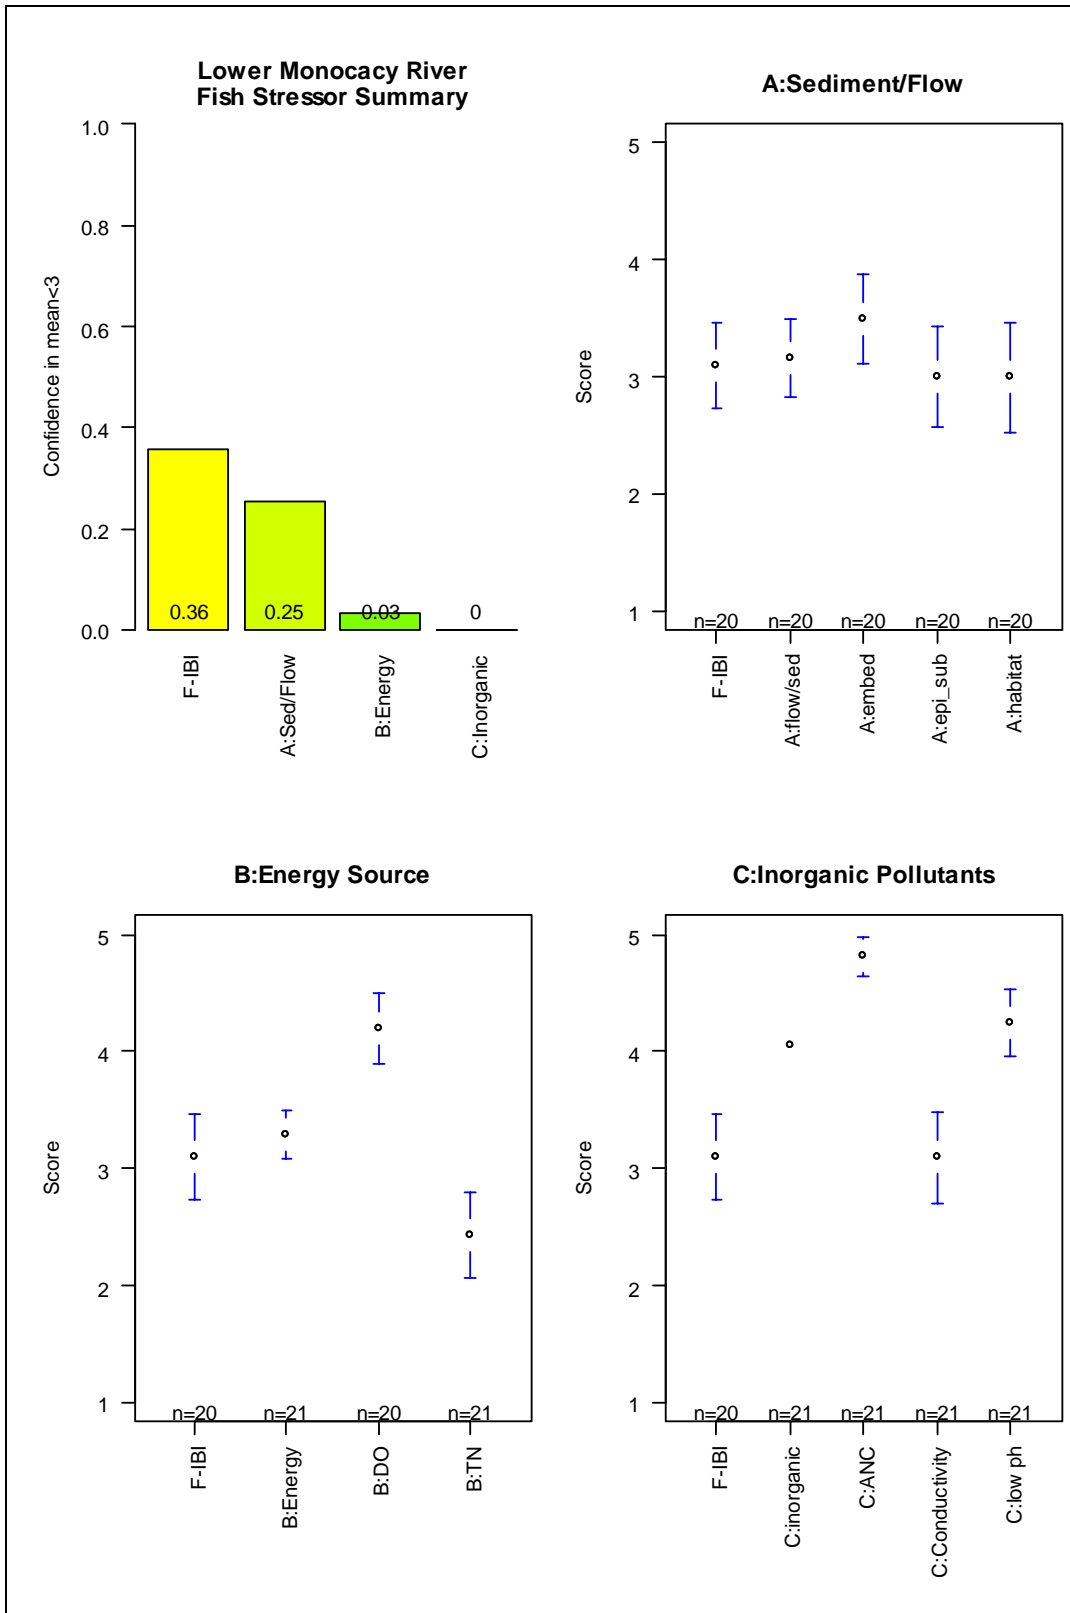 Lower Monocacy River
Fish Stressor Summary
Confidence in mean<3
1.0
0.8
0.6
0.4
0.2
0.0
0.36
0.25
0.03
0
F-IBI
A:Sed/Flow
B:Energy
C:Inorganic
A:Sediment/Flow
Score
5
4
3
2
1
n=20
n=20
n=20
n=20
n=20
F-IBI
A:flow/sed
A:embed
A:epi_sub
A:habitat
B:Energy Source
Score
5
4
3
2
1
n=20
n=21
n=20
n=21
F-IBI
B:Energy
B:DO
B:TN
C:Inorganic Pollutants
Score
5
4
3
2
1
n=20
n=21
n=21
n=21
n=21
F-IBI
C:inorganic
C:ANC
C:Conductivity
C:low ph